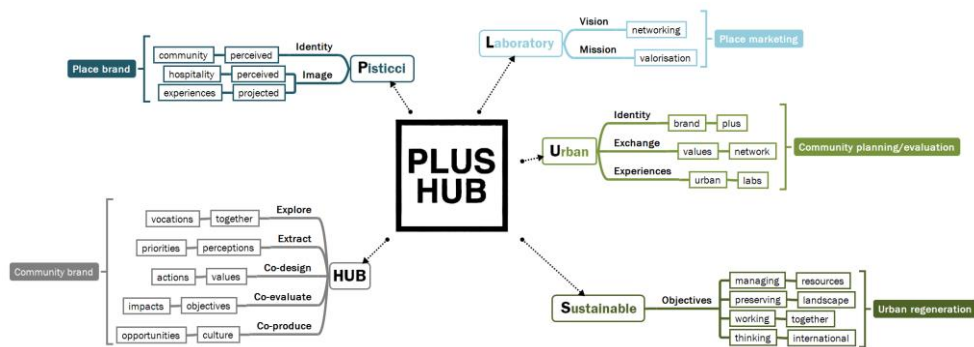 PLUS
HUB
Place brand
community perceived Identity
hospitality perceived Image
experiences projected
Pisticci
Laboratory
Vision networking
Mission valorisation
Place marketing
Urban
Identity brand plus
Exchange values network
Experiences urban labs
Community planning/evaluation
Community brand
vocations together Explore
priorities perceptions Extract
actions values Co-design
impacts objectives Co-evaluate
opportunities culture Co-produce
HUB
Sustainable
Objectives
managing resources
preserving landscape
working together
thinking international
Urban regeneration